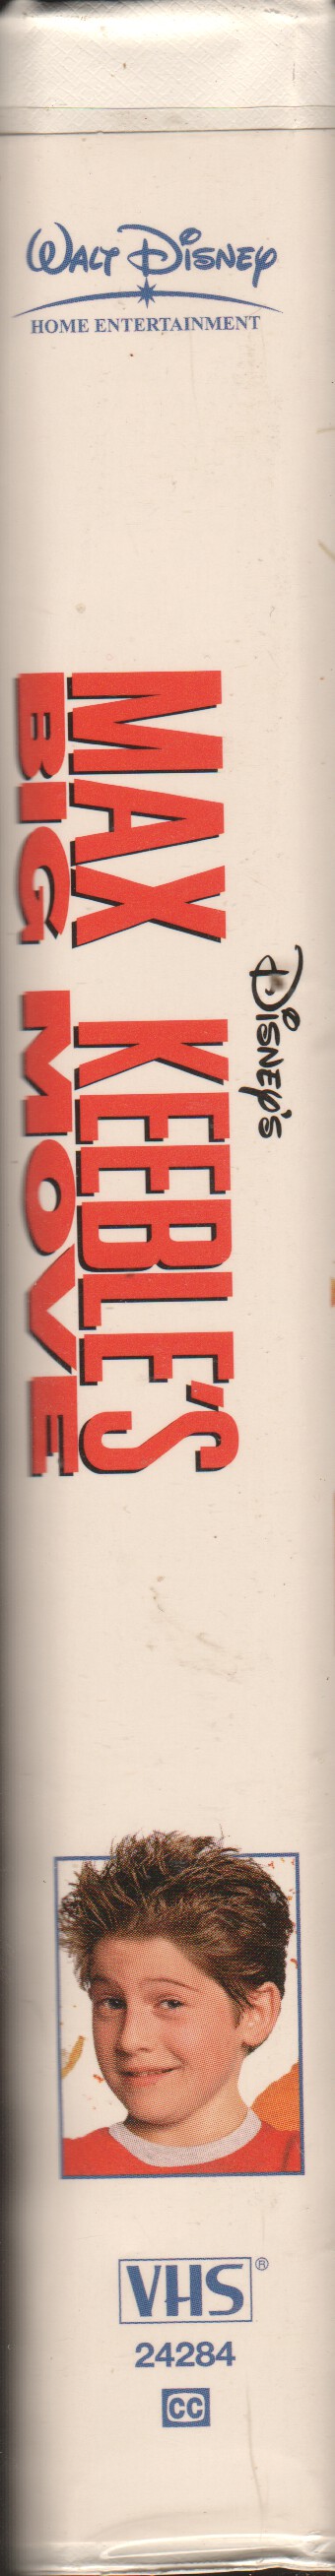 WALT DISNEY
HOME ENTERTAINMENT
DISNEY'S
MAX KEEBLE'S
BIG MOVE
VHS®
24284
CC